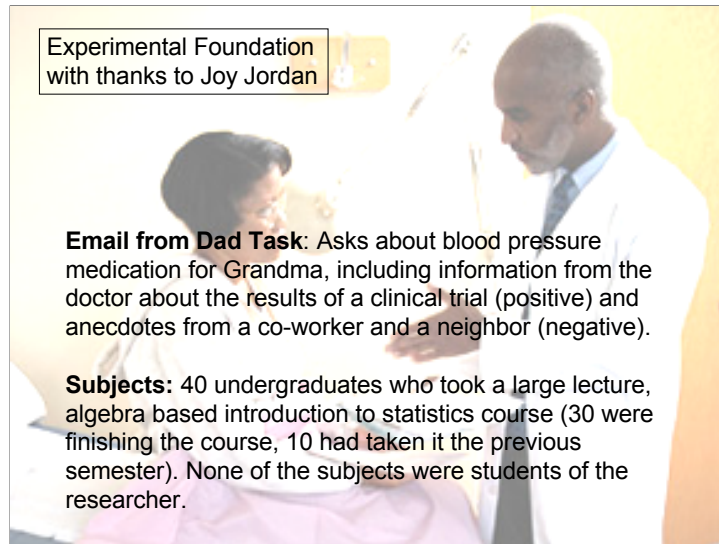 Experimental Foundation
with thanks to Joy Jordan
Email from Dad Task: Asks about blood pressure
medication for Grandma, including information from the
doctor about the results of a clinical trial (positive) and
anecdotes from a co-worker and a neighbor (negative).
Subjects: 40 undergraduates who took a large lecture,
algebra based introduction to statistics course (30 were
finishing the course, 10 had taken it the previous
semester). None of the subjects were students of the
researcher.